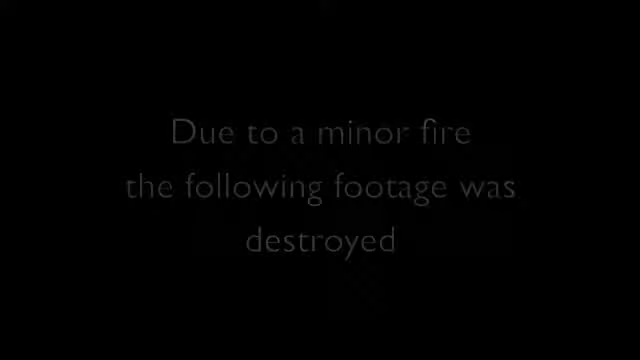 Due to a minor fire
the following footage was
destroyed